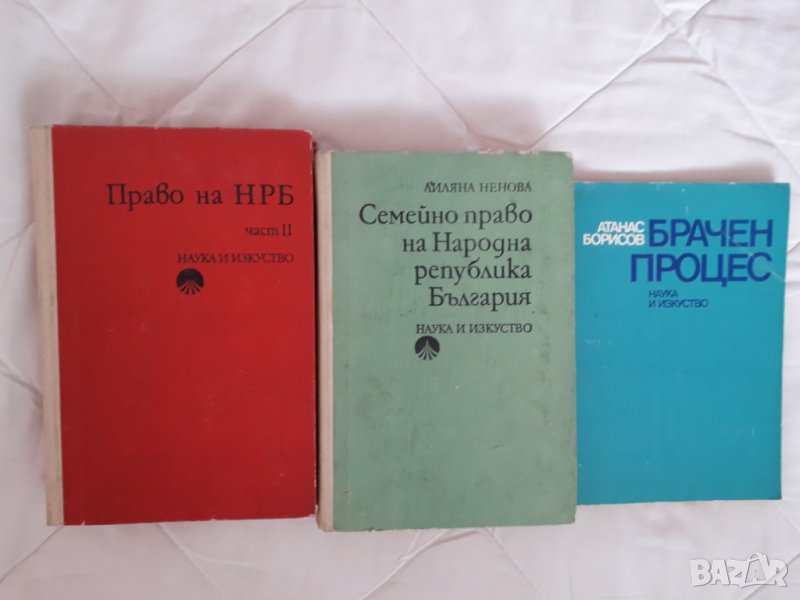 Право на НРБ
част II
НАУКА И ИЗКУСТВО
ЛИЛЯНА НЕНОВА
Семейно право
на Народна
република
България
НАУКА И ИЗКУСТВО
АТАНАС
БОРИСОВ
БРАЧЕН
ПРОЦЕС
НАУКА
И ИЗКУСТВО
BAZAR